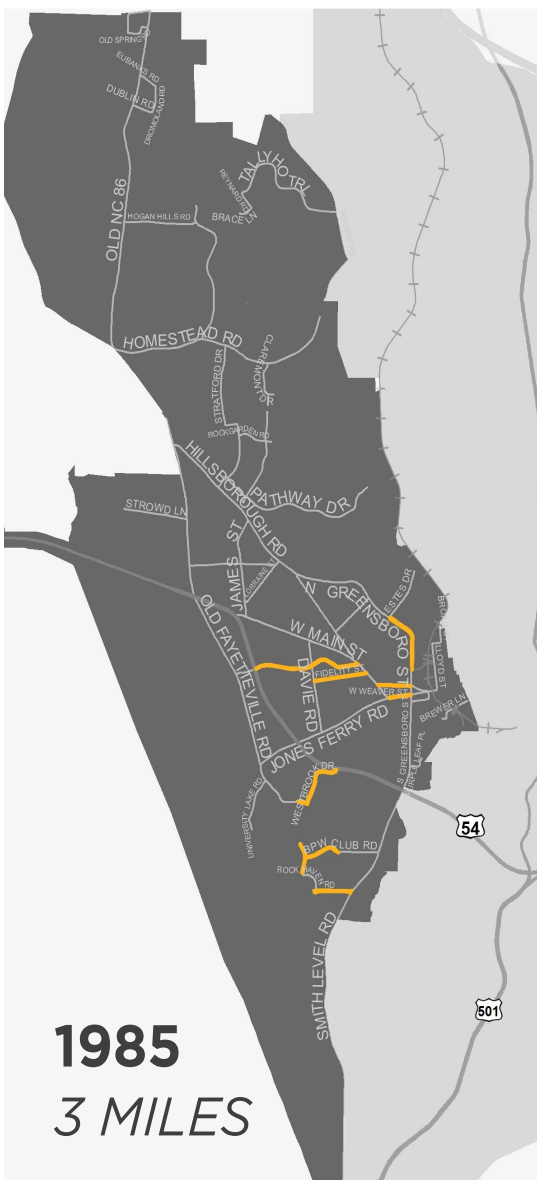 OLD SPRING
EUBANKS RD
DUBLIN RD
DROMOLAND RD
TALLYHO TRL
REYNARD RD
BRACE LN
OLD NC 86
HOGAN HILLS RD
HOMESTEAD RD
CLAREMONT DR
STRATFORD DR
ROCKGARDEN RD
HILLSBOROUGH RD
PATHWAY DR
STROWD LN
JAMES ST
LORRAINE ST
N GREENSBORO ST
ESTES DR
OLD FAYETTEVILLE RD
W MAIN ST
LLOYD ST
DAVIE RD
FIDELITY ST
W WEAVER ST
BREWER LN
JONES FERRY RD
S GREENSBORO ST
WESTBROOK DR
UNIVERSITY LAKE RD
54
BPW CLUB RD
ROCK HAVEN RD
SMITH LEVEL RD
501
1985
3 MILES